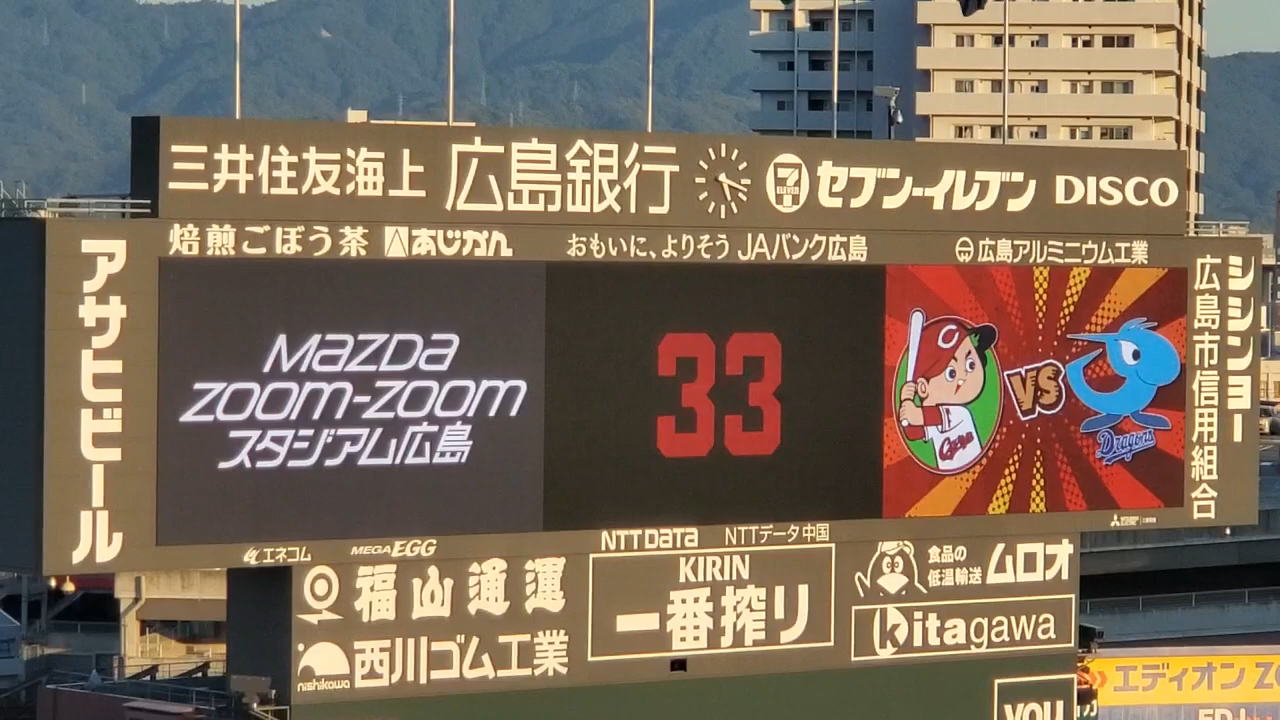 三井住友海上 広島銀行 セブン-イレブン DISCO
7
ELEVEN
焙煎ごぼう茶 あじかん おもいに、よりそう JAバンク広島 広島アルミニウム工業
アサヒビール
MAZDA
ZOOM-ZOOM
スタジアム広島
33
C
Carp
VS
Dragons
シシンヨー
広島市信用組合
エネコム MEGA EGG NTT DATA NTTデータ中国
福山通運
nishikawa
西川ゴム工業
KIRIN
一番搾り
食品の
低温輸送
ムロオ
kitagawa
エディオン
YOU